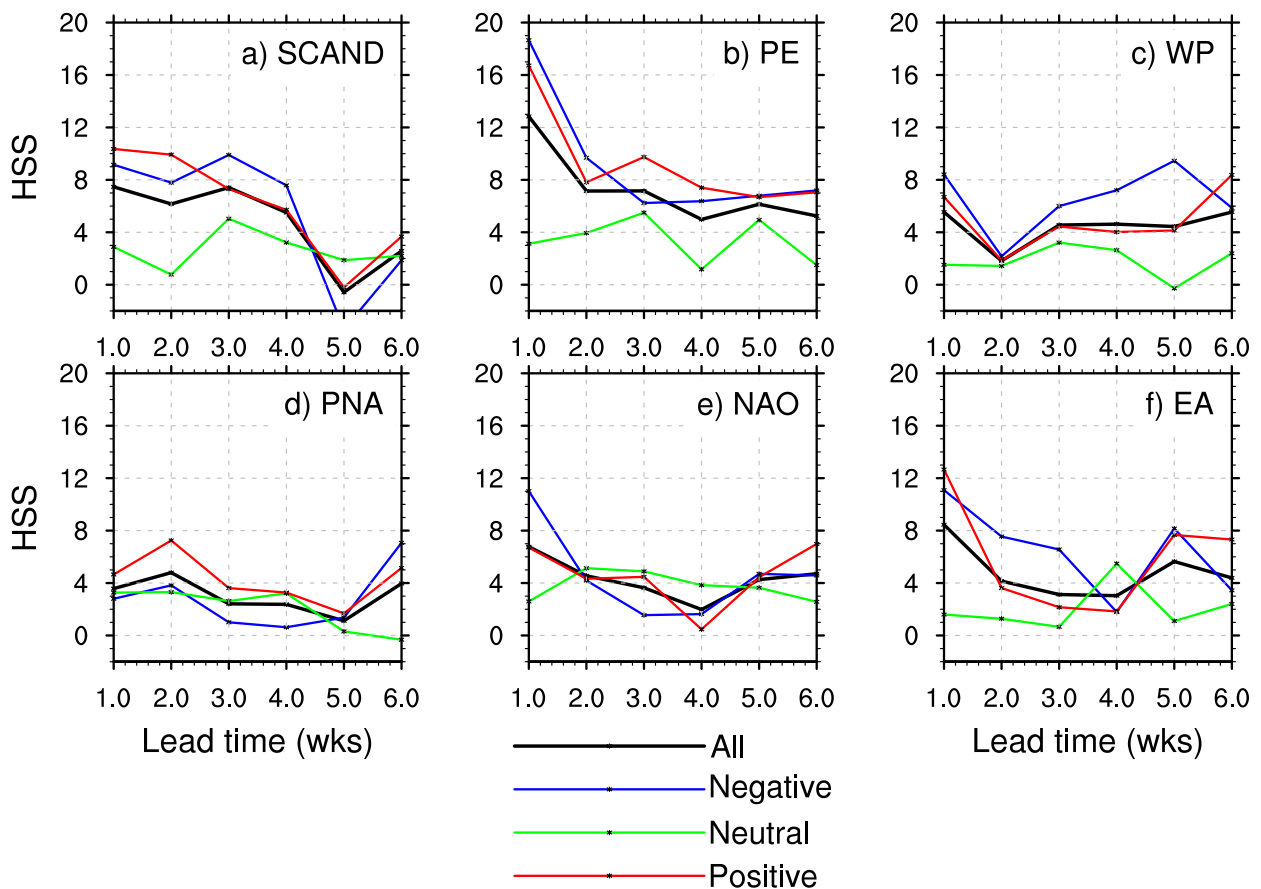 20 20 20
a) SCAND b) PE c) WP
16 16 16
12 12 12
HSS
8 8 8
4 4 4
0 0 0
1.0 2.0 3.0 4.0 5.0 6.0 1.0 2.0 3.0 4.0 5.0 6.0 1.0 2.0 3.0 4.0 5.0 6.0
20 20 20
d) PNA e) NAO f) EA
16 16 16
12 12 12
HSS
8 8 8
4 4 4
0 0 0
1.0 2.0 3.0 4.0 5.0 6.0 1.0 2.0 3.0 4.0 5.0 6.0 1.0 2.0 3.0 4.0 5.0 6.0
Lead time (wks) Lead time (wks)
All
Negative
Neutral
Positive